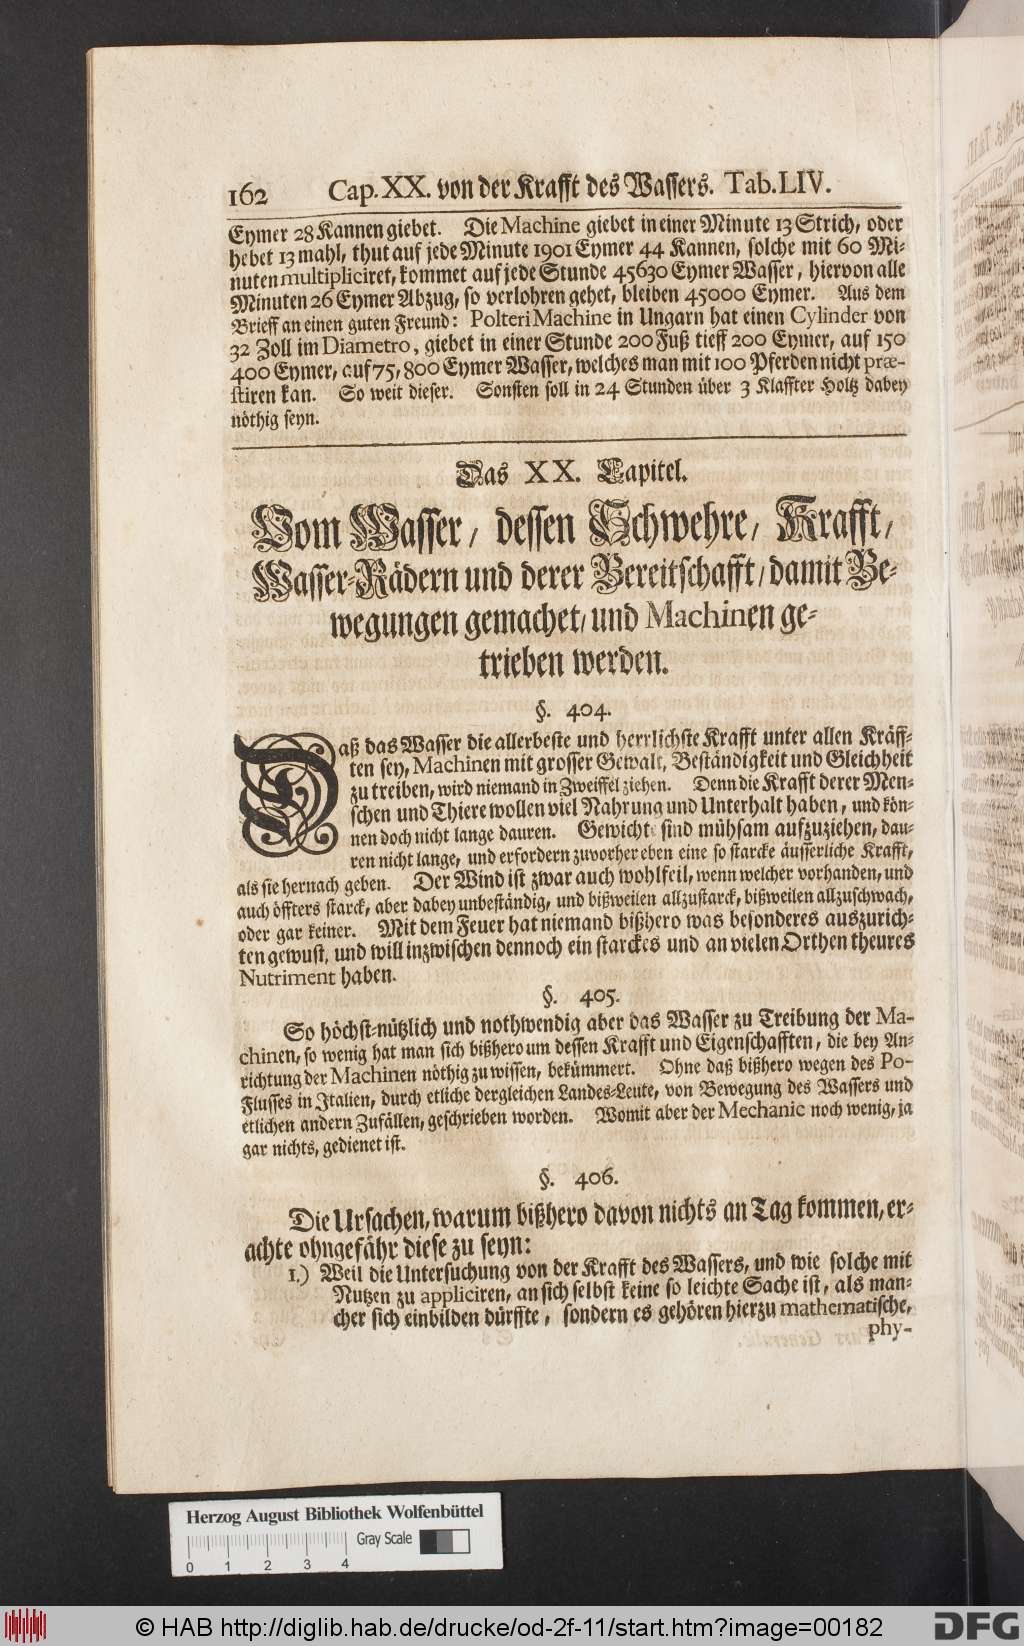 162 Cap. XX. von der Krafft des Wassers. Tab. LIV.
Eymer 28 Kannen giebet. Die Machine giebet in einer Minute 13 Strich, oder
hebet 13 mahl, thut auf jede Minute 1901 Eymer 44 Kannen, solche mit 60 Mi-
nuten multipliciret, kommet auf jede Stunde 45630 Eymer Wasser, hiervon alle
Minuten 26 Eymer Abzug, so verlohren gehet, bleiben 45000 Eymer. Aus dem
Brieff an einen guten Freund: Polteri Machine in Ungarn hat einen Cylinder von
32 Zoll im Diametro, giebet in einer Stunde 200 Fuß tieff 200 Eymer, auf 150
400 Eymer, auf 75, 800 Eymer Wasser, welches man mit 100 Pferden nicht præ-
stiren kan. So weit dieser. Sonsten soll in 24 Stunden über 3 Klaffter Holtz dabey
nöthig seyn.
Das XX. Capitel.
Vom Wasser, dessen Schwehre, Krafft,
Wasser-Rädern und derer Bereitschafft, damit Be-
wegungen gemachet, und Machinen ge-
trieben werden.
§. 404.
Daß das Wasser die allerbeste und herrlichste Krafft unter allen Kräff-
ten sey, Machinen mit grosser Gewalt, Beständigkeit und Gleichheit
zu treiben, wird niemand in Zweiffel ziehen. Denn die Krafft derer Men-
schen und Thiere wollen viel Nahrung und Unterhalt haben, und kön-
nen doch nicht lange dauren. Gewichte sind mühsam aufzuziehen, dau-
ren nicht lange, und erfordern zuvorher eben eine so starcke äusserliche Krafft,
als sie hernach geben. Der Wind ist zwar auch wohlfeil, wenn welcher vorhanden, und
auch öffters starck, aber dabey unbeständig, und bißweilen allzustarck, bißweilen allzuschwach,
oder gar keiner. Mit dem Feuer hat niemand bißhero was besonderes auszurich-
ten gewust, und will inzwischen dennoch ein starckes und an vielen Orthen theures
Nutriment haben.
§. 405.
So höchst-nützlich und nothwendig aber das Wasser zu Treibung der Ma-
chinen, so wenig hat man sich bißhero um dessen Krafft und Eigenschafften, die bey An-
richtung der Machinen nöthig zu wissen, bekümmert. Ohne daß bißhero wegen des Po-
Flusses in Italien, durch etliche dergleichen Landes-Leute, von Bewegung des Wassers und
etlichen andern Zufällen, geschrieben worden. Womit aber der Mechanic noch wenig, ja
gar nichts, gedienet ist.
§. 406.
Die Ursachen, warum bißhero davon nichts an Tag kommen, er-
achte ohngefähr diese zu seyn:
1.) Weil die Untersuchung von der Krafft des Wassers, und wie solche mit
Nutzen zu appliciren, an sich selbst keine so leichte Sache ist, als man-
cher sich einbilden dürffte, sondern es gehören hierzu mathematische,
phy-
Herzog August Bibliothek Wolfenbüttel
Gray Scale
0 1 2 3 4
© HAB http://diglib.hab.de/drucke/od-2f-11/start.htm?image=00182
DFG